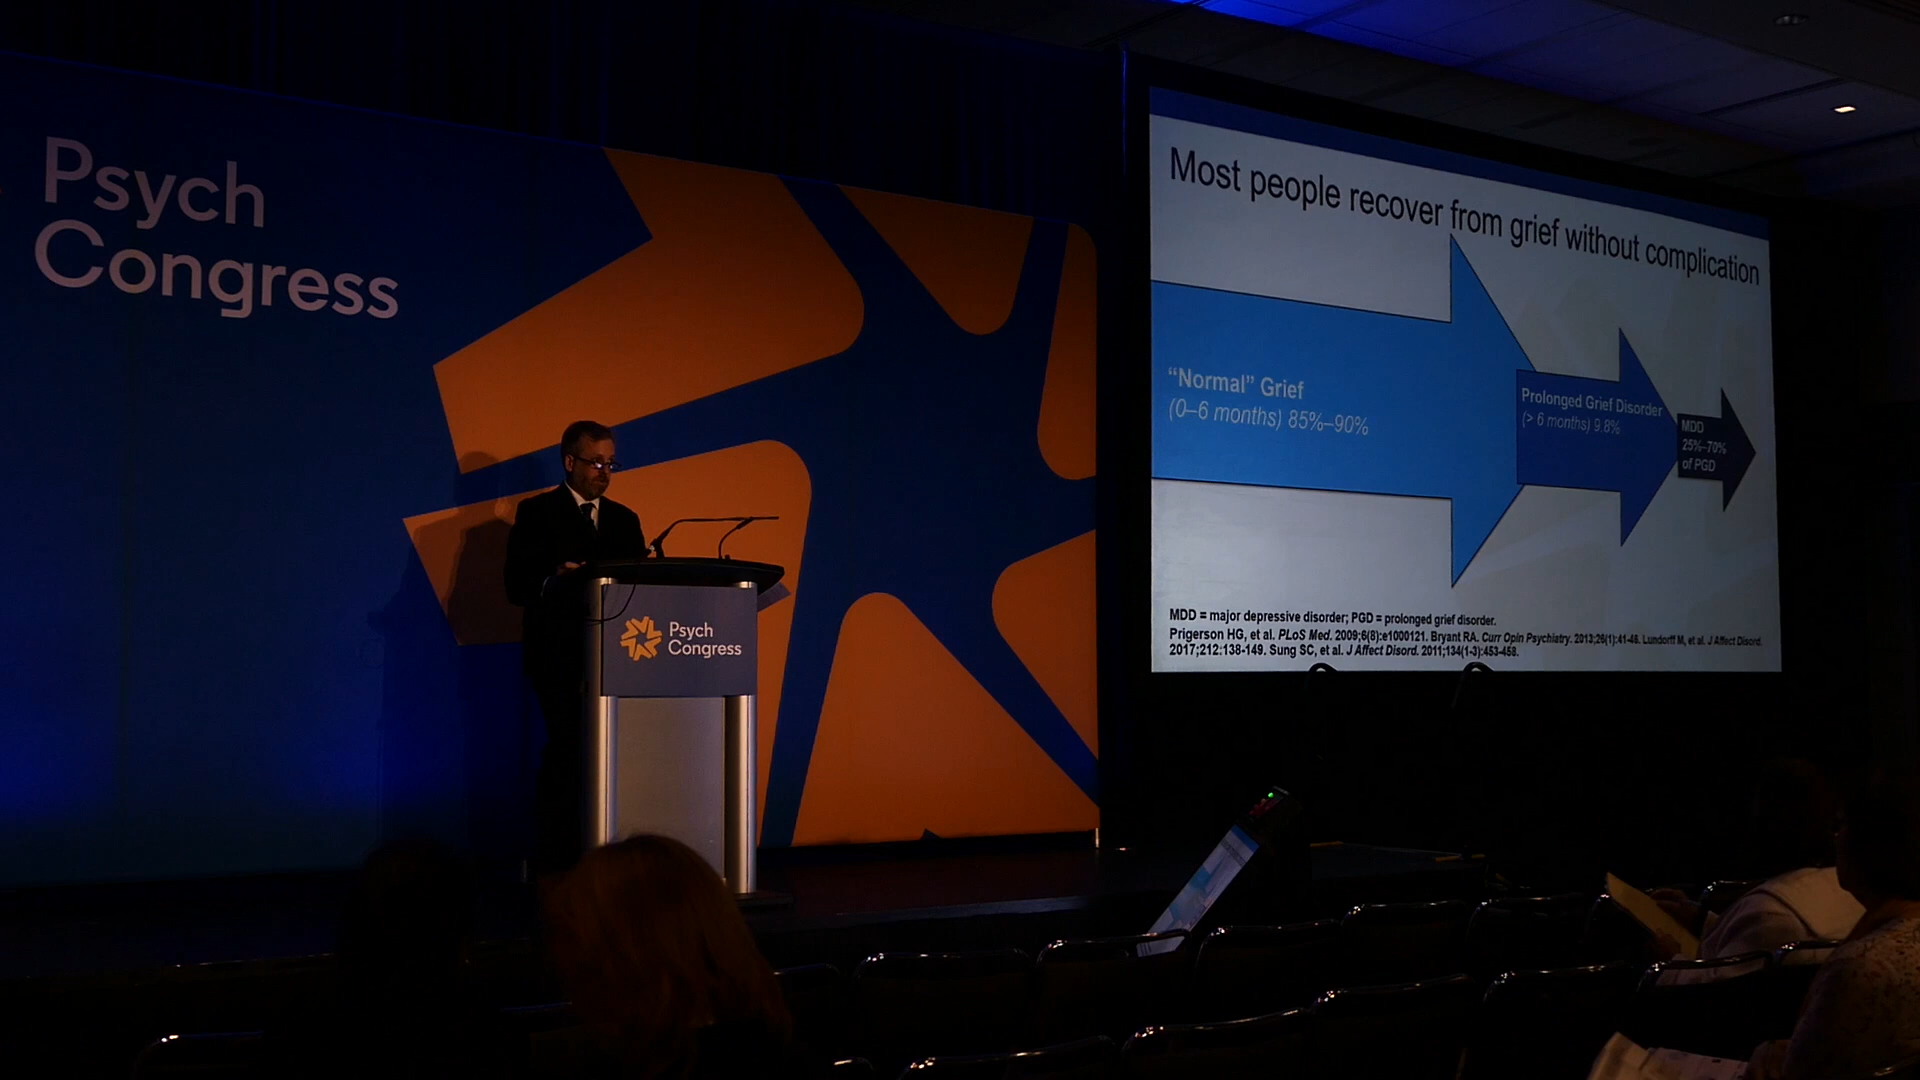 Psych
Congress
Most people recover from grief without complication
“Normal” Grief
(0–6 months) 85%–90%
Prolonged Grief Disorder
(> 6 months) 9.8%
MDD
25%–70%
of PGD
MDD = major depressive disorder; PGD = prolonged grief disorder.
Prigerson HG, et al. PLoS Med. 2009;6(8):e1000121. Bryant RA. Curr Opin Psychiatry. 2013;26(1):41-46. Lundorff M, et al. J Affect Disord.
2017;212:138-149. Sung SC, et al. J Affect Disord. 2011;134(1-3):453-458.
Psych
Congress